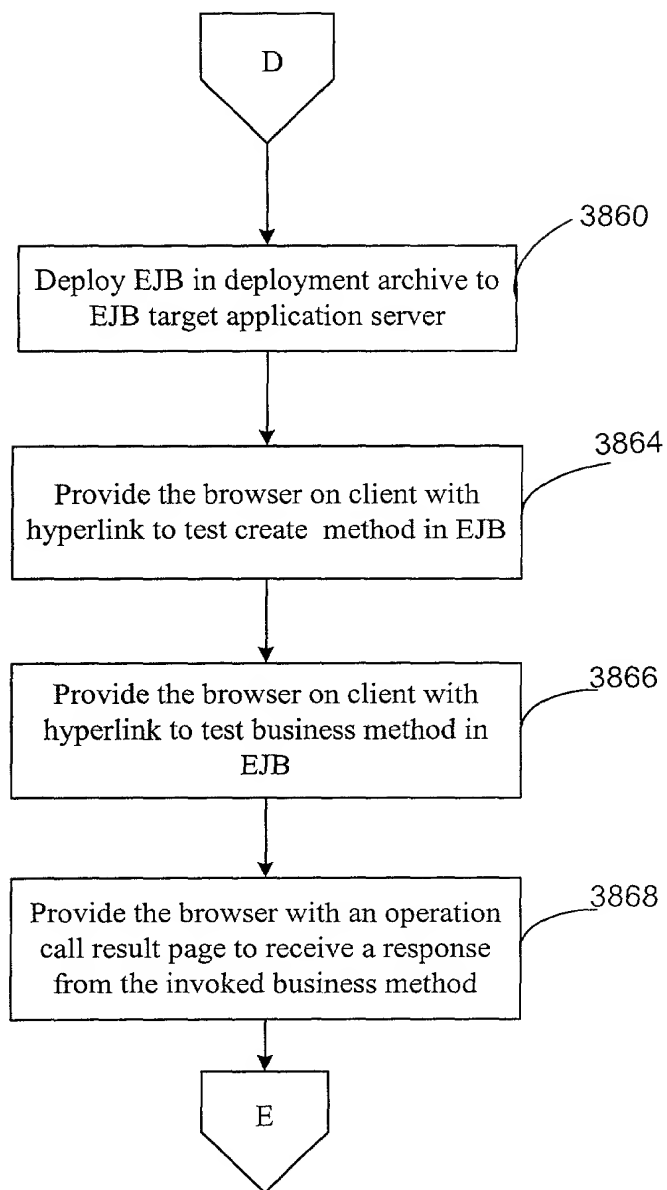 D
3860
Deploy EJB in deployment archive to
EJB target application server
3864
Provide the browser on client with
hyperlink to test create method in EJB
3866
Provide the browser on client with
hyperlink to test business method in
EJB
3868
Provide the browser with an operation
call result page to receive a response
from the invoked business method
E